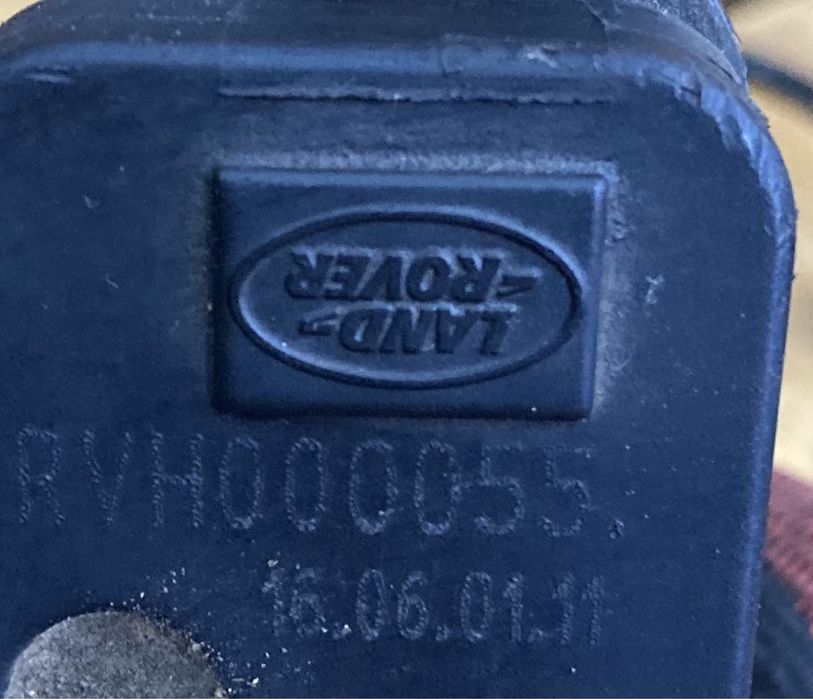 LAND
ROVER
RVH000055.
16.06.01.11